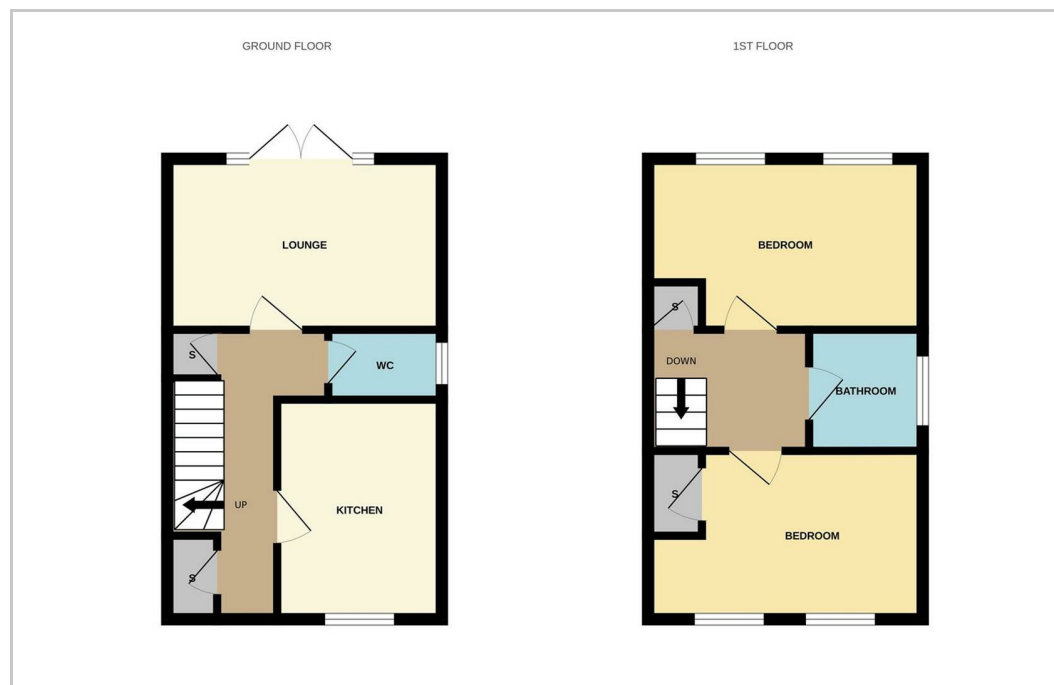 GROUND FLOOR
LOUNGE
S
WC
UP
KITCHEN
S
1ST FLOOR
BEDROOM
S
DOWN
BATHROOM
S
BEDROOM